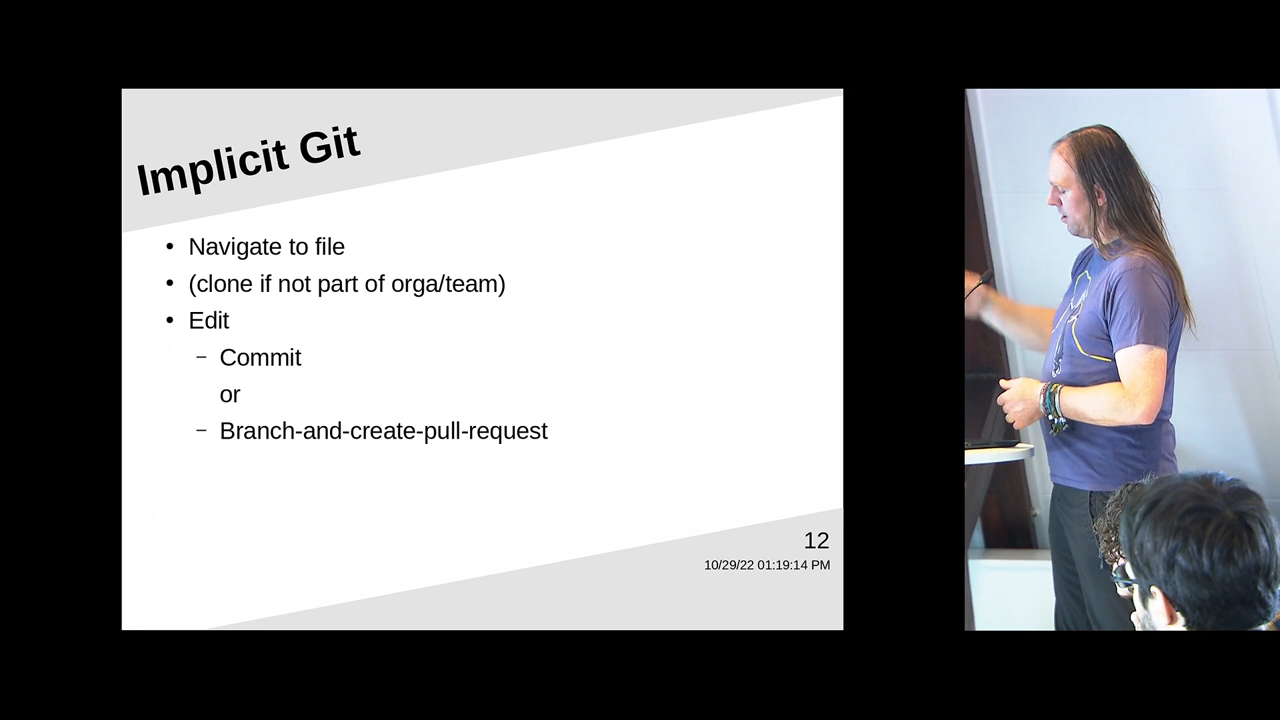 Implicit Git
• Navigate to file
• (clone if not part of orga/team)
• Edit
– Commit
or
– Branch-and-create-pull-request
12
10/29/22 01:19:14 PM